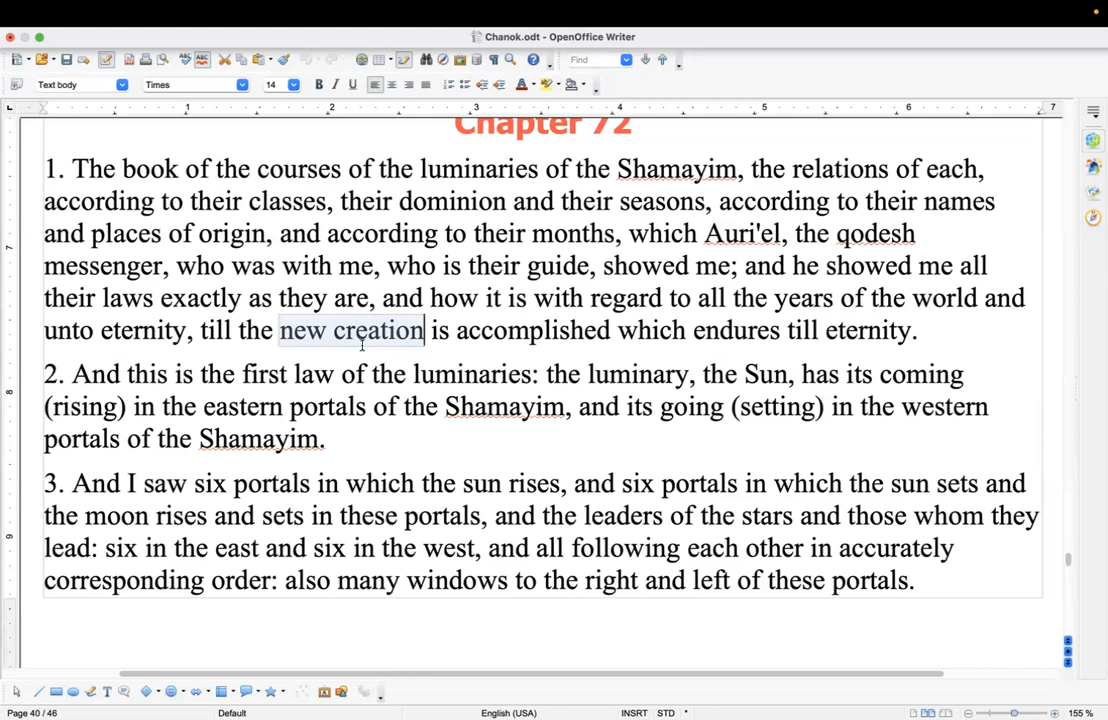 Chanok.odt - OpenOffice Writer
Find
Text body Times 14
1 2 3 4 5 6 7
Chapter 72
1. The book of the courses of the luminaries of the Shamayim, the relations of each,
according to their classes, their dominion and their seasons, according to their names
and places of origin, and according to their months, which Auri'el, the qodesh
messenger, who was with me, who is their guide, showed me; and he showed me all
their laws exactly as they are, and how it is with regard to all the years of the world and
unto eternity, till the new creation is accomplished which endures till eternity.
2. And this is the first law of the luminaries: the luminary, the Sun, has its coming
(rising) in the eastern portals of the Shamayim, and its going (setting) in the western
portals of the Shamayim.
3. And I saw six portals in which the sun rises, and six portals in which the sun sets and
the moon rises and sets in these portals, and the leaders of the stars and those whom they
lead: six in the east and six in the west, and all following each other in accurately
corresponding order: also many windows to the right and left of these portals.
7
8
9
Page 40 / 46 Default English (USA) INSRT STD * 155 %